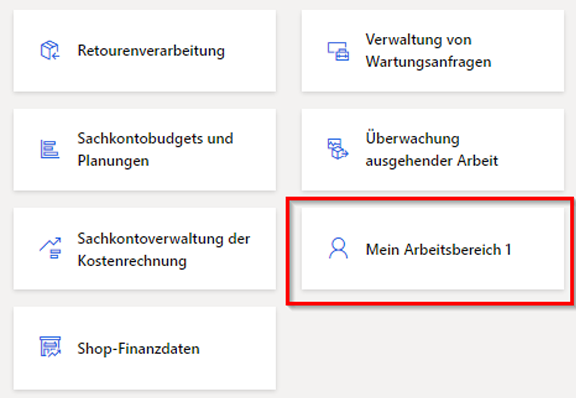 Retourenverarbeitung
Verwaltung von
Wartungsanfragen
Sachkontobudgets und
Planungen
Überwachung
ausgehender Arbeit
Sachkontoverwaltung der
Kostenrechnung
Mein Arbeitsbereich 1
Shop-Finanzdaten